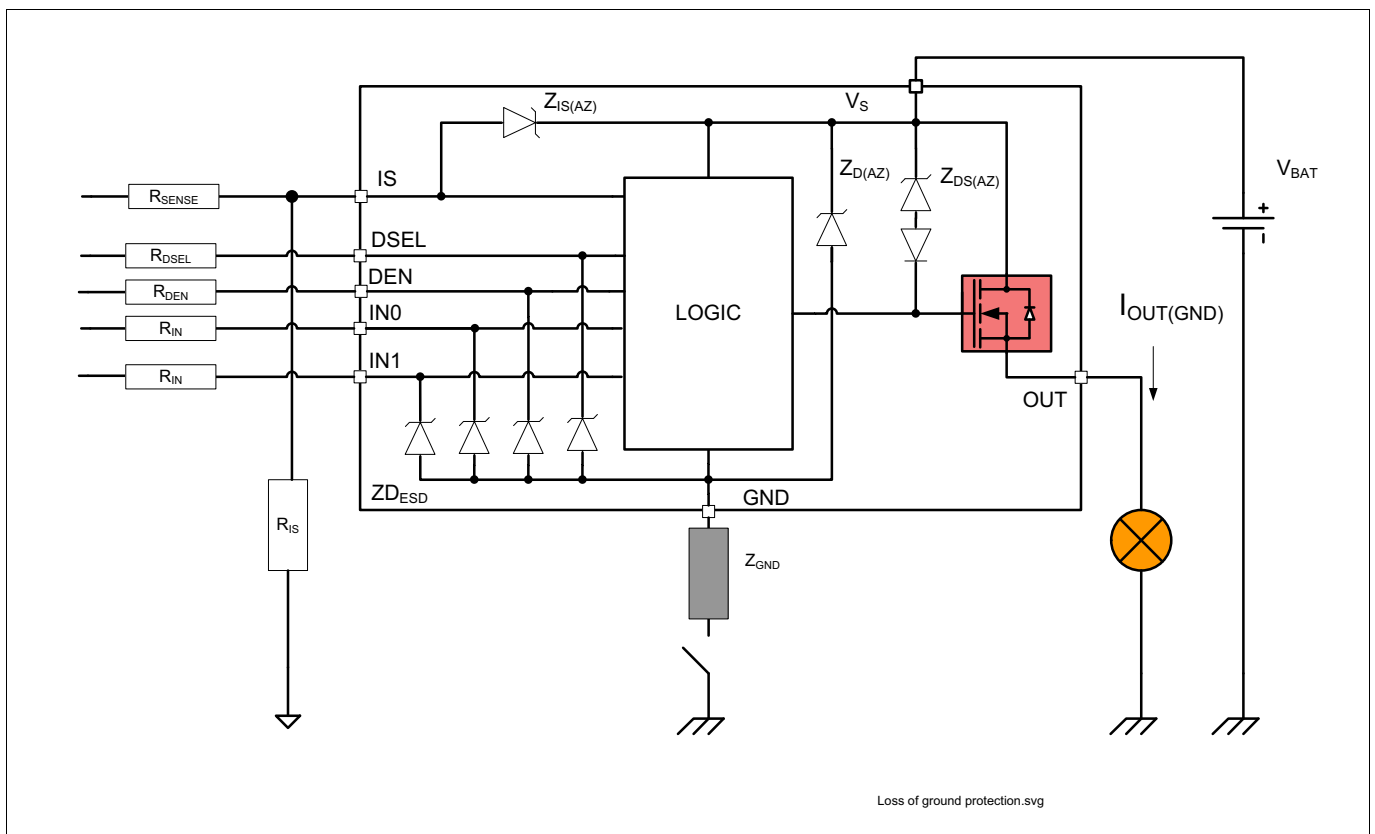 Z_IS(AZ)
V_S
Z_D(AZ)
Z_DS(AZ)
V_BAT
+
R_SENSE
IS
R_DSEL
DSEL
R_DEN
DEN
R_IN
IN0
R_IN
IN1
LOGIC
I_OUT(GND)
OUT
ZD_ESD
GND
R_IS
Z_GND
Loss of ground protection.svg